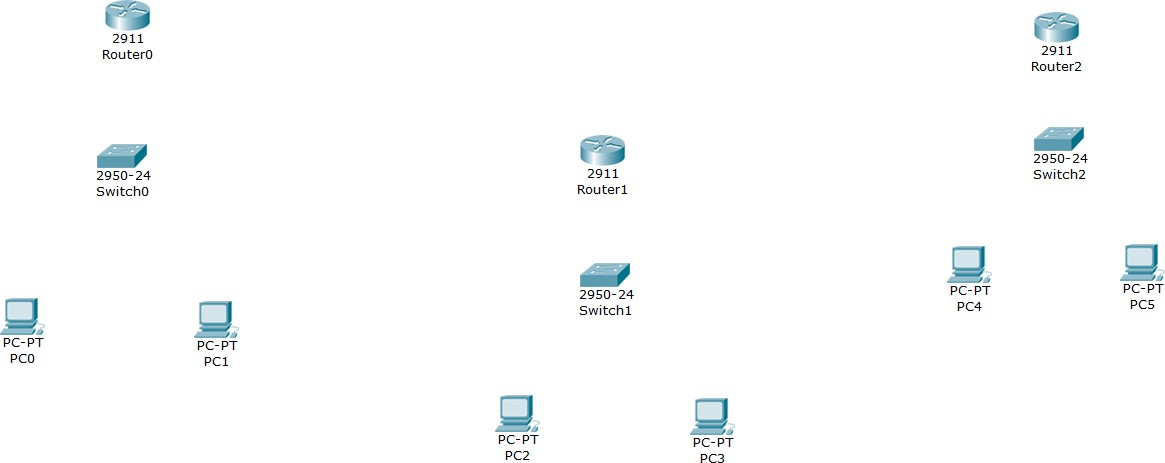 2911
Router0
2911
Router2
2950-24
Switch0
2911
Router1
2950-24
Switch2
2950-24
Switch1
PC-PT
PC4
PC-PT
PC5
PC-PT
PC0
PC-PT
PC1
PC-PT
PC2
PC-PT
PC3